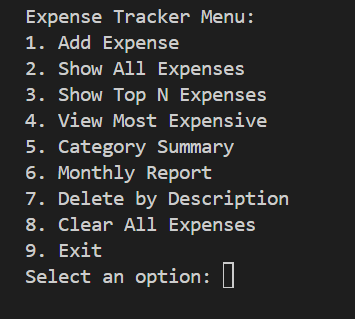 Expense Tracker Menu:
1. Add Expense
2. Show All Expenses
3. Show Top N Expenses
4. View Most Expensive
5. Category Summary
6. Monthly Report
7. Delete by Description
8. Clear All Expenses
9. Exit
Select an option: